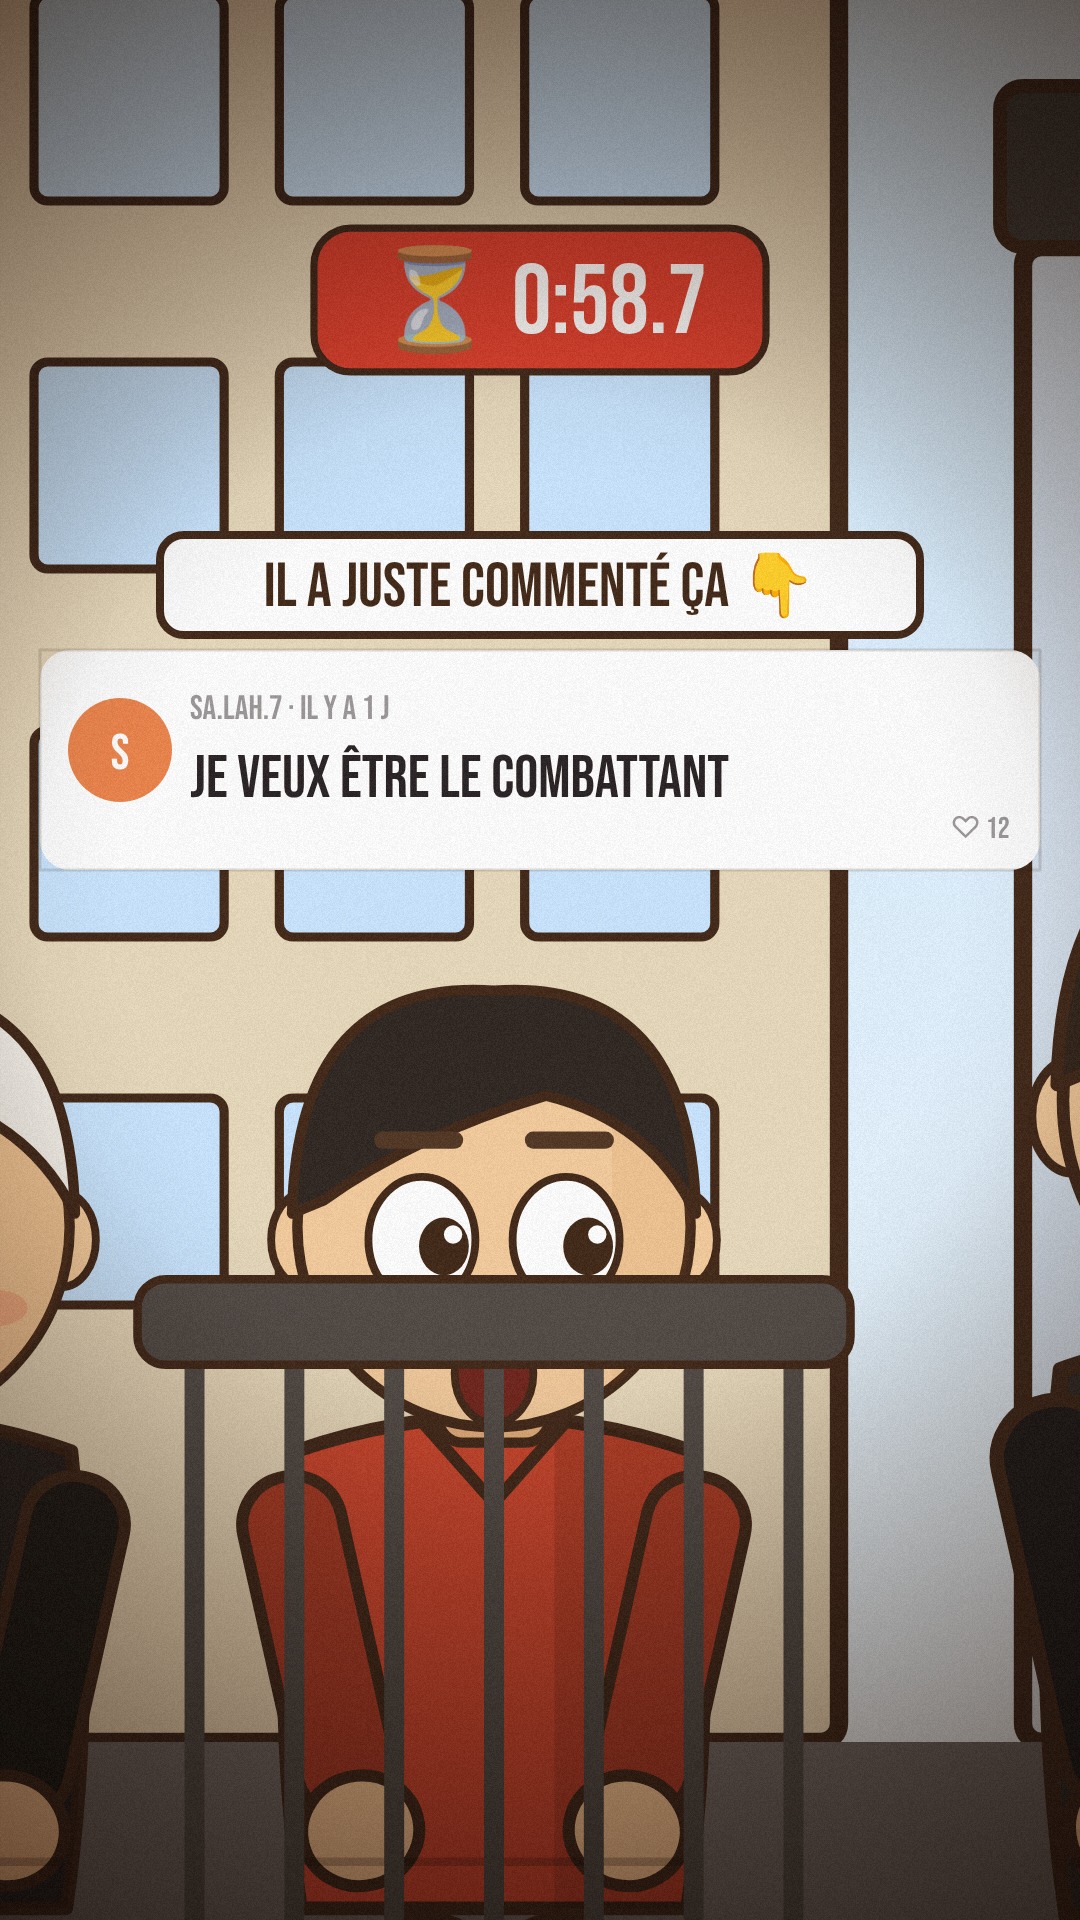 ⏳ 0:58.7
IL A JUSTE COMMENTÉ ÇA 👇
SA.LAH.7 · IL Y A 1 J
S
JE VEUX ÊTRE LE COMBATTANT
♡ 12